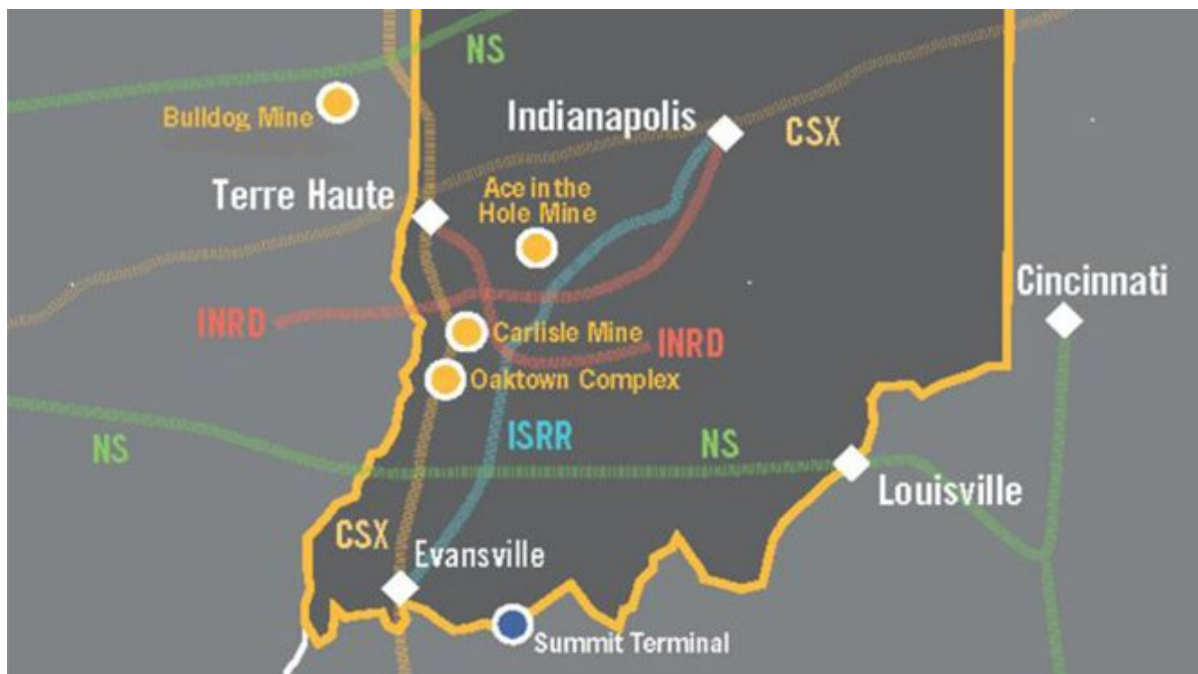 NS
Bulldog Mine
Indianapolis
CSX
Terre Haute
Ace in the
Hole Mine
Cincinnati
INRD
Carlisle Mine
INRD
Oaktown Complex
NS
ISRR
NS
Louisville
CSX
Evansville
Summit Terminal